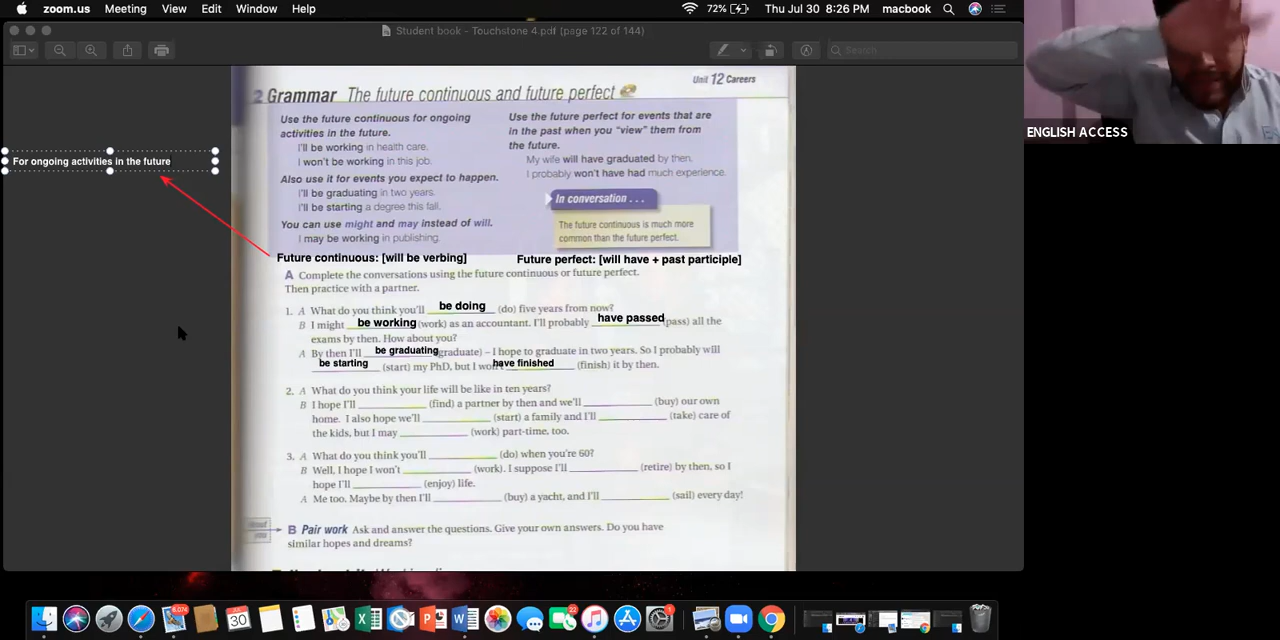 zoom.us Meeting View Edit Window Help 72% Thu Jul 30 8:26 PM macbook
Student book - Touchstone 4.pdf (page 122 of 144)
Search
ENGLISH ACCESS
Unit 12 Careers
2 Grammar The future continuous and future perfect
Use the future continuous for ongoing
activities in the future.
I'll be working in health care.
I won't be working in this job.
Also use it for events you expect to happen.
I'll be graduating in two years.
I'll be starting a degree this fall.
You can use might and may instead of will.
I may be working in publishing.
Use the future perfect for events that are
in the past when you "view" them from
the future.
My wife will have graduated by then.
I probably won't have had much experience.
In conversation . . .
The future continuous is much more
common than the future perfect.
For ongoing activities in the future
Future continuous: [will be verbing]
Future perfect: [will have + past participle]
A Complete the conversations using the future continuous or future perfect.
Then practice with a partner.
1. A What do you think you'll be doing (do) five years from now?
B I might be working (work) as an accountant. I'll probably have passed (pass) all the
exams by then. How about you?
A By then I'll be graduating graduate) – I hope to graduate in two years. So I probably will
be starting (start) my PhD, but I won't have finished (finish) it by then.
2. A What do you think your life will be like in ten years?
B I hope I'll (find) a partner by then and we'll (buy) our own
home. I also hope we'll (start) a family and I'll (take) care of
the kids, but I may (work) part-time, too.
3. A What do you think you'll (do) when you're 60?
B Well, I hope I won't (work). I suppose I'll (retire) by then, so I
hope I'll (enjoy) life.
A Me too. Maybe by then I'll (buy) a yacht, and I'll (sail) every day!
B Pair work Ask and answer the questions. Give your own answers. Do you have
similar hopes and dreams?